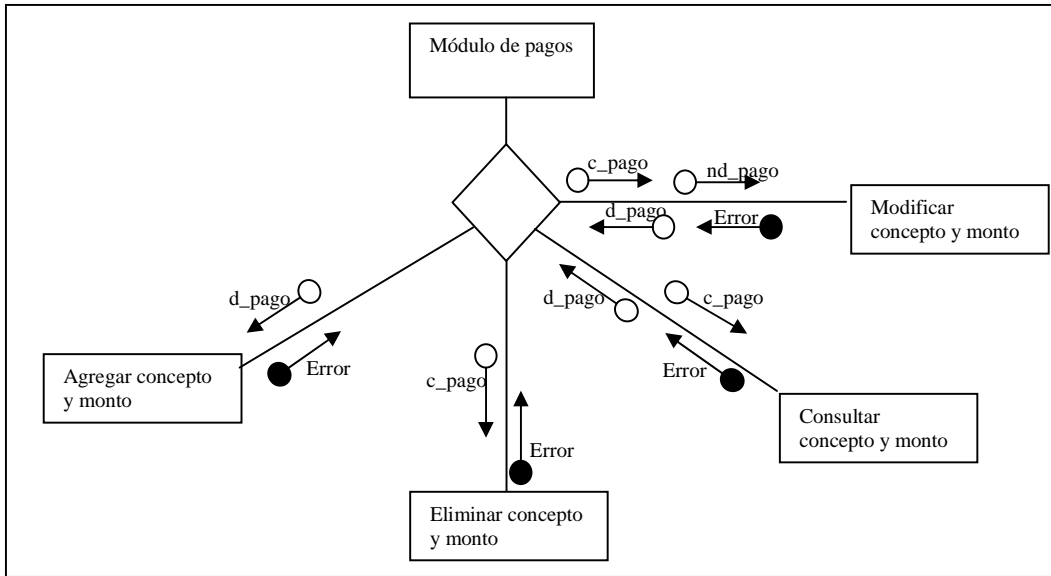 Módulo de pagos
c_pago
nd_pago
d_pago
Error
Modificar
concepto y monto
d_pago
Error
Agregar concepto
y monto
c_pago
Error
Eliminar concepto
y monto
d_pago
c_pago
Error
Consultar
concepto y monto